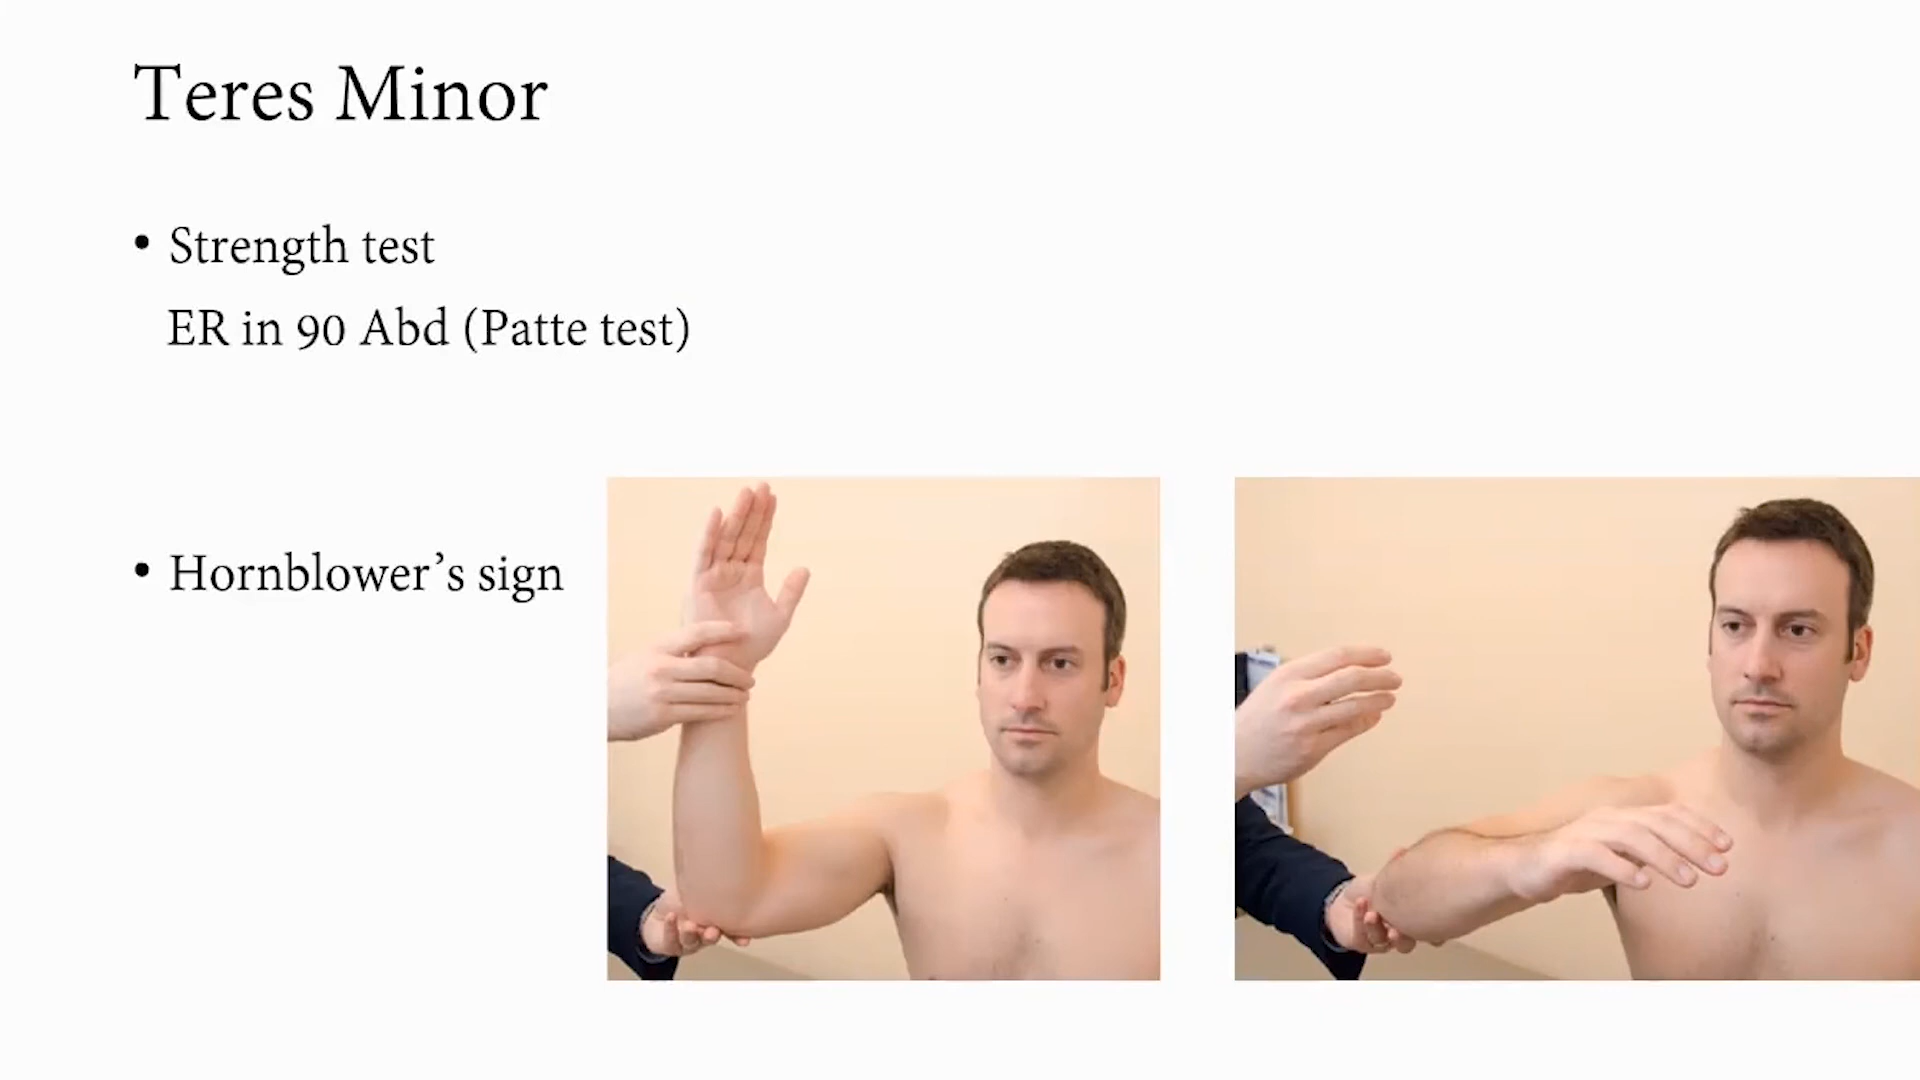 Teres Minor
• Strength test
ER in 90 Abd (Patte test)
• Hornblower’s sign